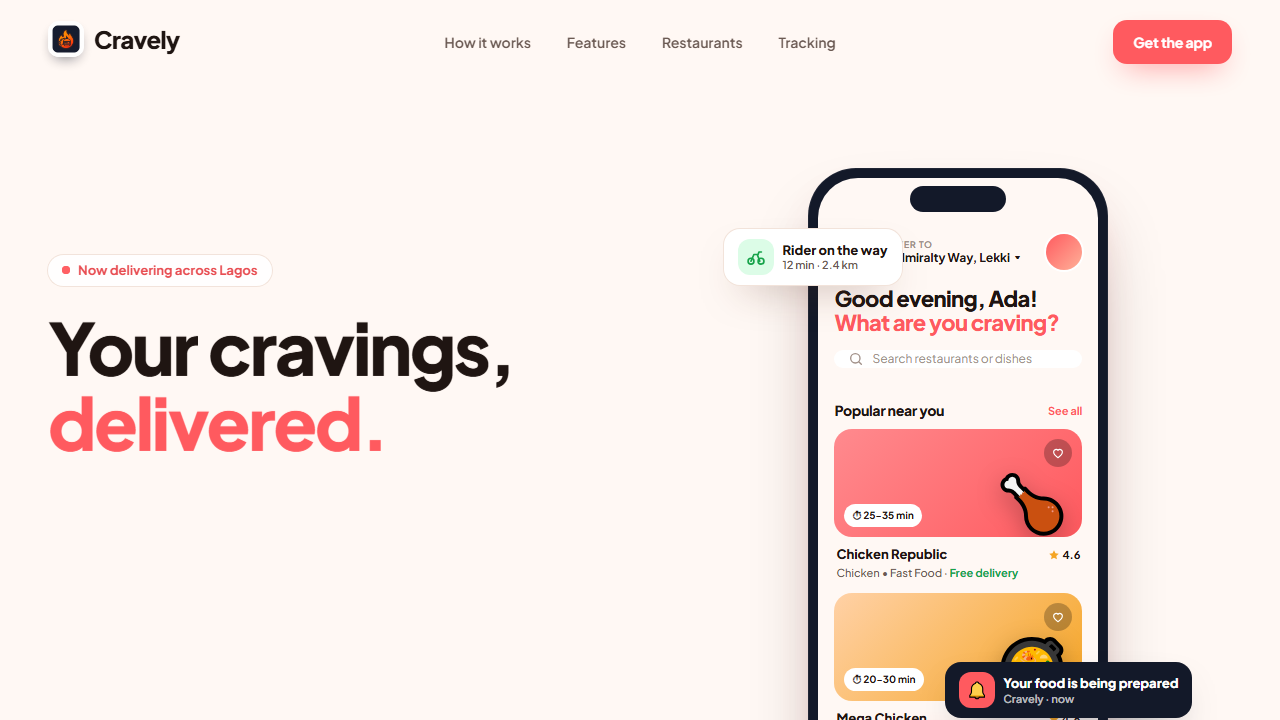 Cravely
How it works
Features
Restaurants
Tracking
Get the app
Now delivering across Lagos
Your cravings,
delivered.
Rider on the way
12 min · 2.4 km
Lekki
Good evening, Ada!
What are you craving?
Search restaurants or dishes
Popular near you
See all
25–35 min
Chicken Republic
4.6
Chicken • Fast Food · Free delivery
20–30 min
Your food is being prepared
Cravely · now
Mega Chicken